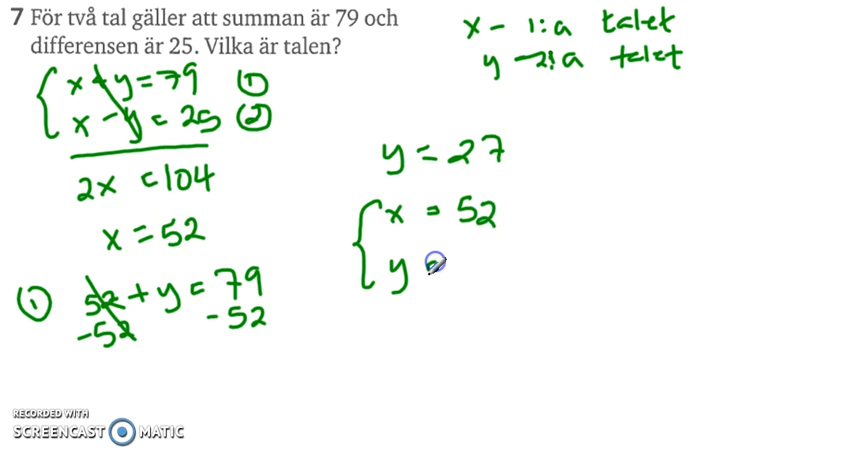 7 För två tal gäller att summan är 79 och
differensen är 25. Vilka är talen?
x - 1:a talet
y - 2:a talet
x + y = 79 ①
x - y = 25 ②
2x = 104
x = 52
① 52 + y = 79
-52 -52
y = 27
x = 52
y =
RECORDED WITH
SCREENCAST O MATIC